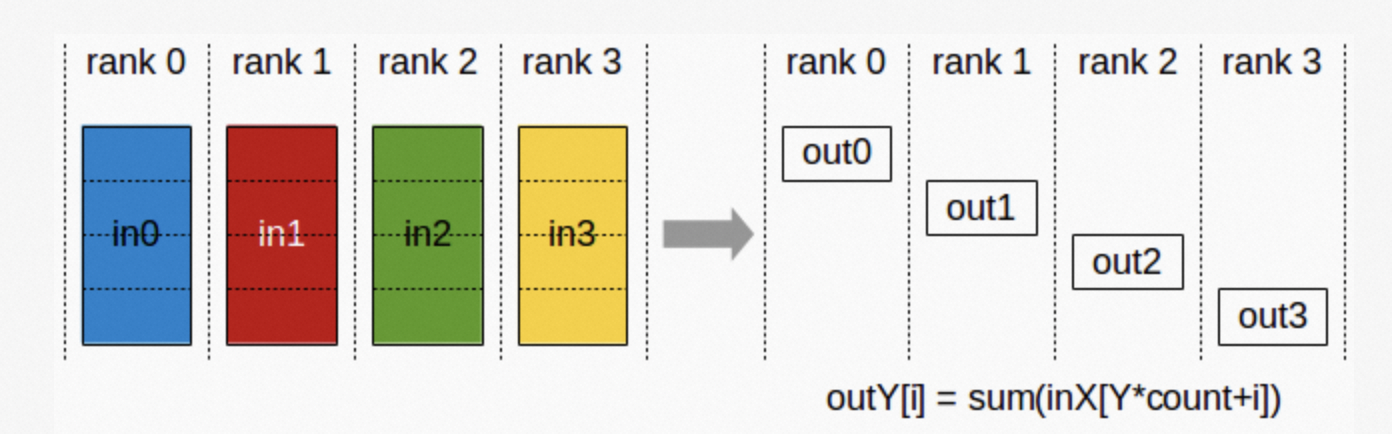 rank 0 rank 1 rank 2 rank 3 rank 0 rank 1 rank 2 rank 3
out0
out1
in0 in1 in2 in3
out2
out3
outY[i] = sum(inX[Y*count+i])